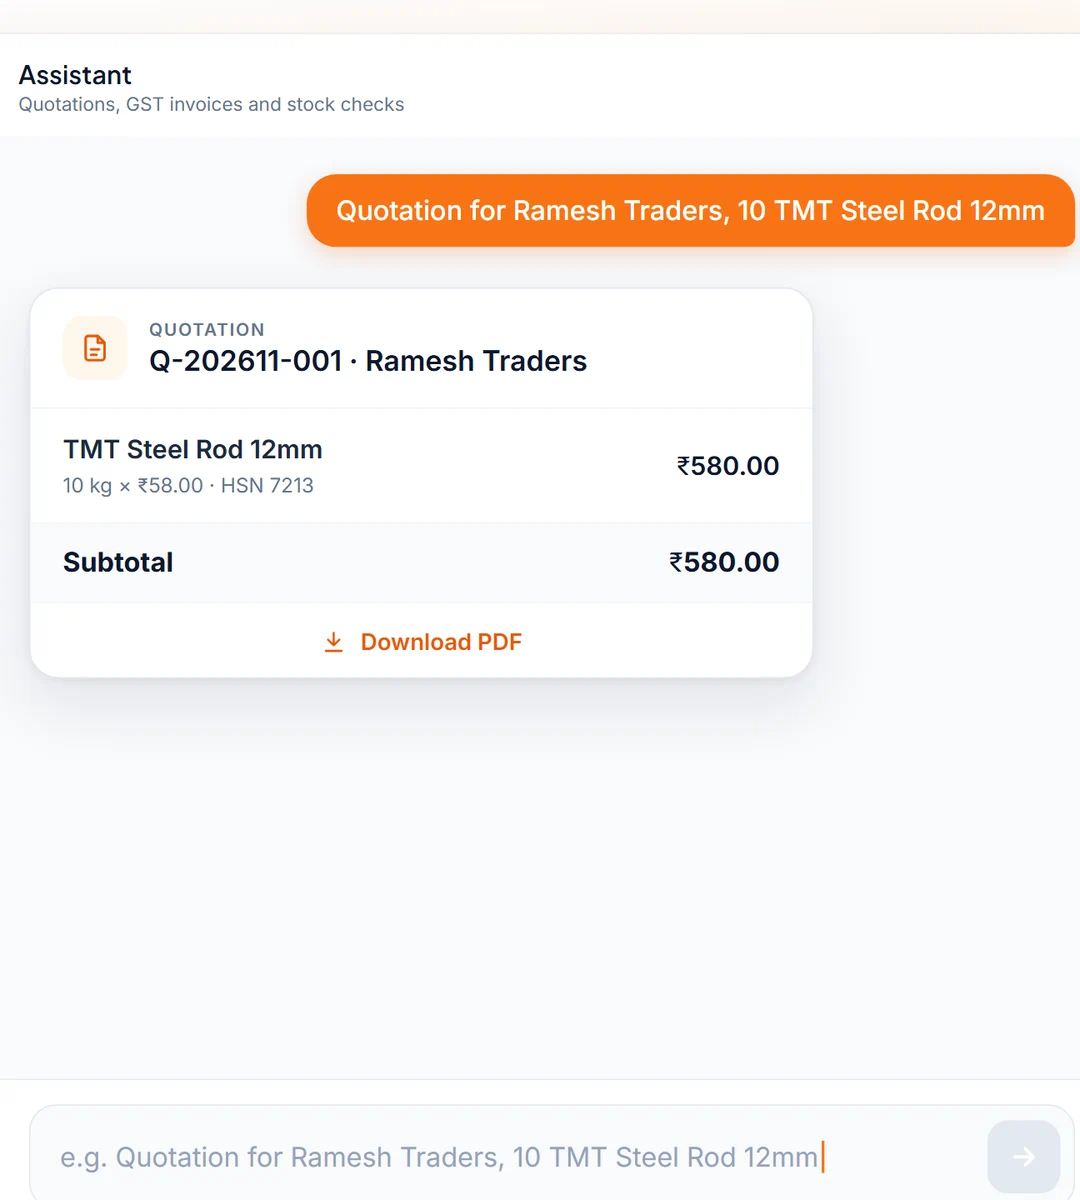 Assistant
Quotations, GST invoices and stock checks
Quotation for Ramesh Traders, 10 TMT Steel Rod 12mm
QUOTATION
Q-202611-001 · Ramesh Traders
TMT Steel Rod 12mm
10 kg × ₹58.00 · HSN 7213
₹580.00
Subtotal
₹580.00
Download PDF
e.g. Quotation for Ramesh Traders, 10 TMT Steel Rod 12mm